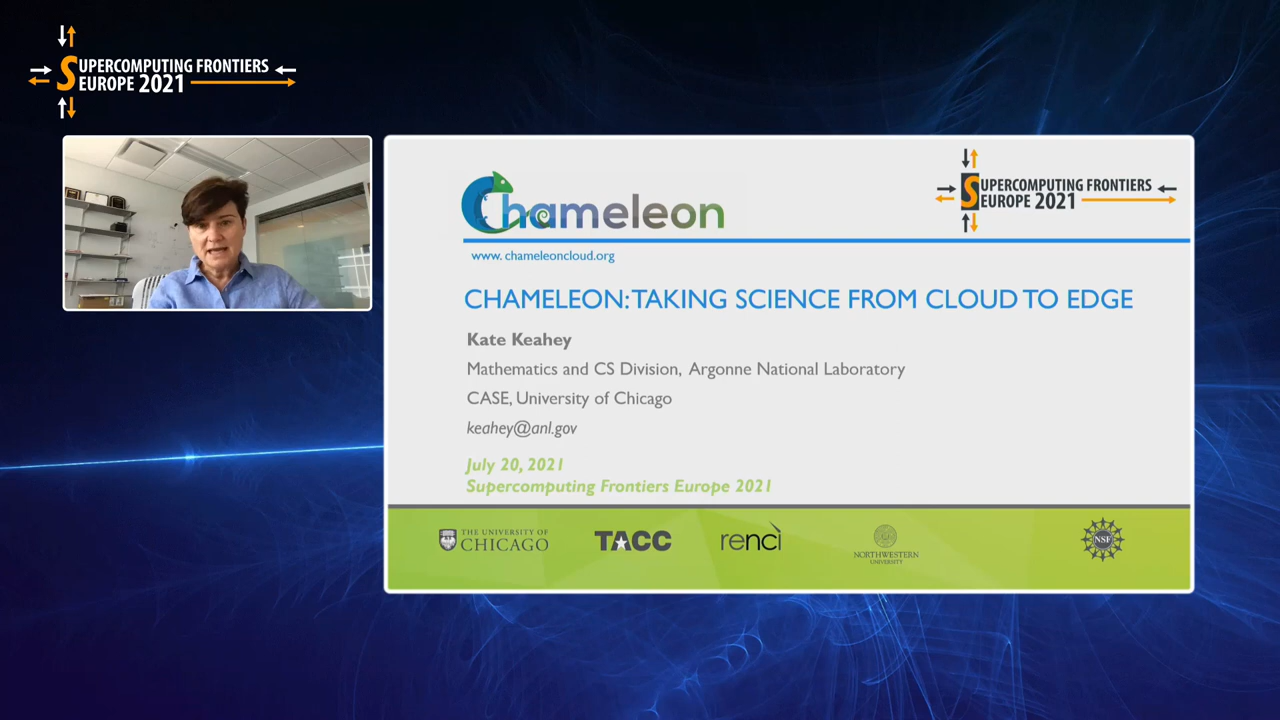 SUPERCOMPUTING FRONTIERS
EUROPE 2021
Chameleon
SUPERCOMPUTING FRONTIERS
EUROPE 2021
www. chameleoncloud.org
CHAMELEON: TAKING SCIENCE FROM CLOUD TO EDGE
Kate Keahey
Mathematics and CS Division, Argonne National Laboratory
CASE, University of Chicago
keahey@anl.gov
July 20, 2021
Supercomputing Frontiers Europe 2021
THE UNIVERSITY OF
CHICAGO
TACC
renci
NORTHWESTERN
UNIVERSITY
NSF